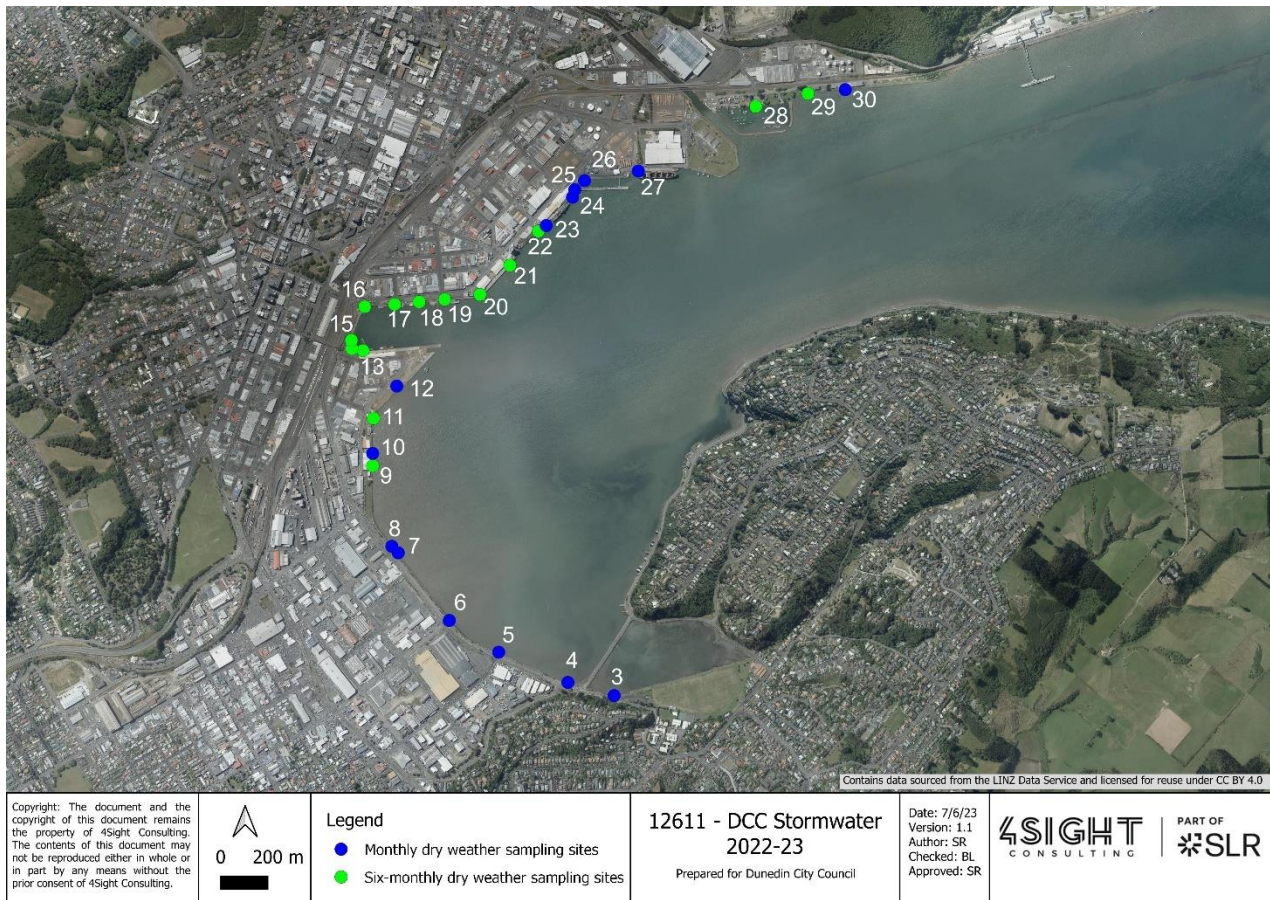 28
29
30
25
26
27
24
23
22
21
16
17
18
19
20
15
13
12
11
10
9
8
7
6
5
4
3
Contains data sourced from the LINZ Data Service and licensed for reuse under CC BY 4.0
Copyright: The document and the
copyright of this document remains
the property of 4Sight Consulting.
The contents of this document may
not be reproduced either in whole or
in part by any means without the
prior consent of 4Sight Consulting.
0 200 m
Legend
Monthly dry weather sampling sites
Six-monthly dry weather sampling sites
12611 - DCC Stormwater
2022-23
Prepared for Dunedin City Council
Date: 7/6/23
Version: 1.1
Author: SR
Checked: BL
Approved: SR
4SIGHT
CONSULTING
PART OF
SLR